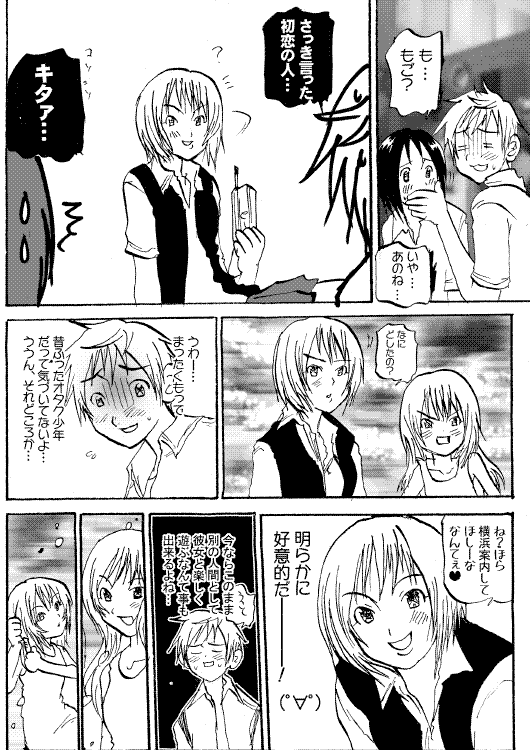 も…
もご？
いや…
あのね…
さっき言った
初恋の人…
？
キタァ…
なに
どしたの？
うわー…
まったくもって
昔ふったオタク少年
だって気づいてないよ…
ううん、それどころか…
ね？ほら
横浜案内して
ほしーな
なんてぇ♥
明らかに
好意的だ――！
(°∀°)
今ならこのまま
別の人間として
彼女と楽しく
遊ぶなんて事も
出来るよね…